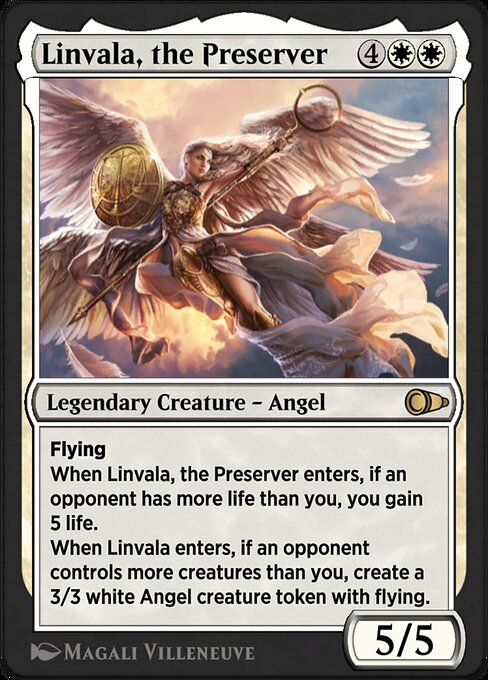 Linvala, the Preserver 4
Legendary Creature – Angel
Flying
When Linvala, the Preserver enters, if an
opponent has more life than you, you gain
5 life.
When Linvala enters, if an opponent
controls more creatures than you, create a
3/3 white Angel creature token with flying.
5/5
Magali Villeneuve